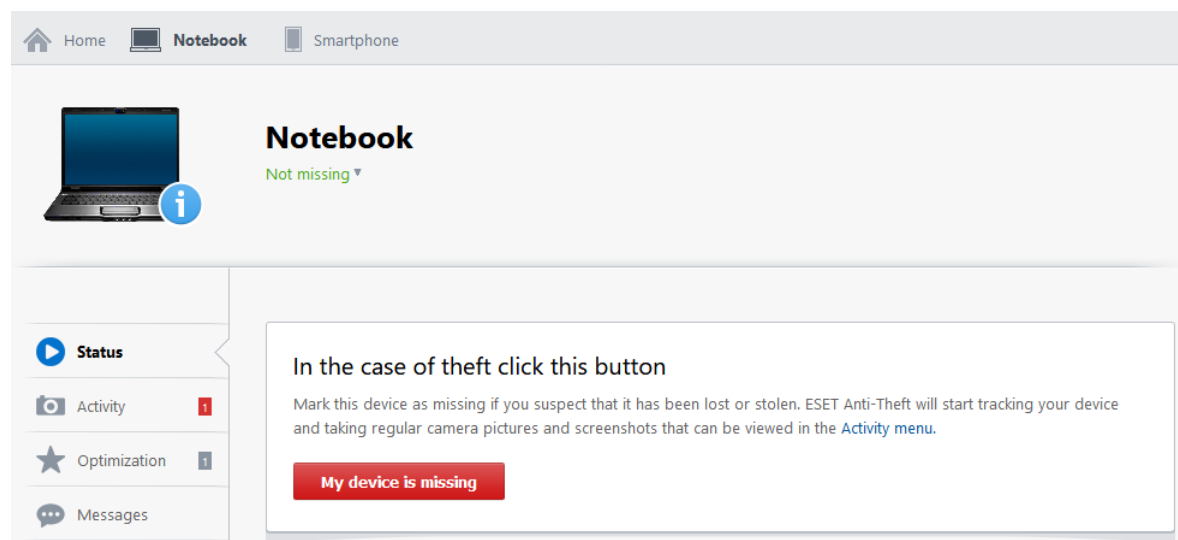 Home Notebook Smartphone
Notebook
Not missing
Status
Activity 1
Optimization 1
Messages
In the case of theft click this button
Mark this device as missing if you suspect that it has been lost or stolen. ESET Anti-Theft will start tracking your device
and taking regular camera pictures and screenshots that can be viewed in the Activity menu.
My device is missing